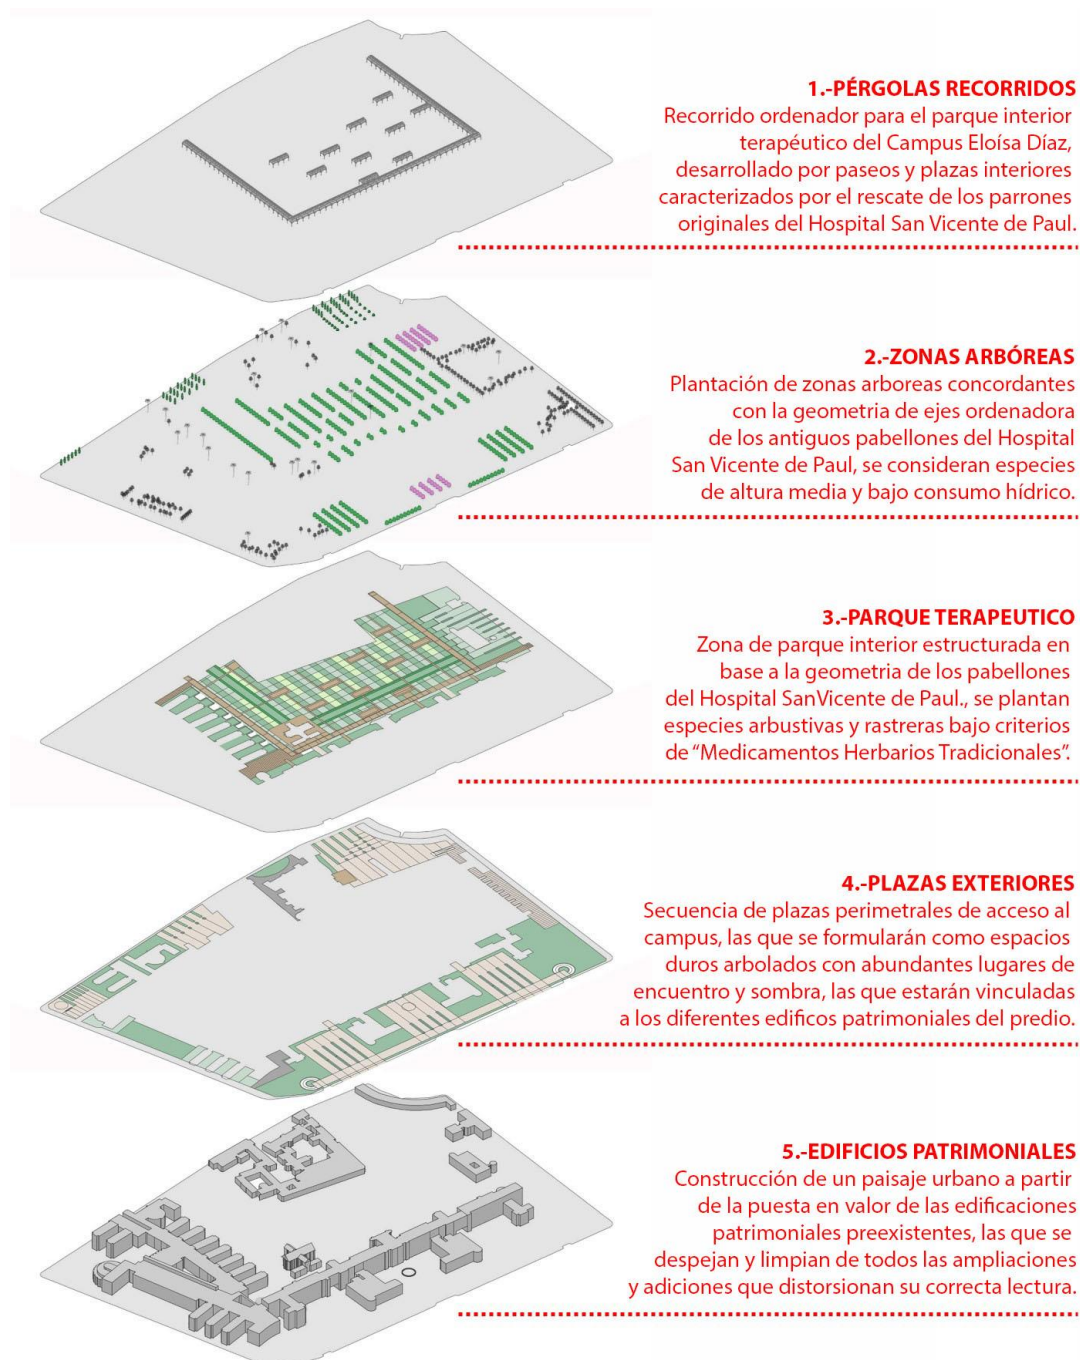 1.-PÉRGOLAS RECORRIDOS
Recorrido ordenador para el parque interior
terapéutico del Campus Eloísa Díaz,
desarrollado por paseos y plazas interiores
caracterizados por el rescate de los parrones
originales del Hospital San Vicente de Paul.
2.-ZONAS ARBÓREAS
Plantación de zonas arboreas concordantes
con la geometria de ejes ordenadora
de los antiguos pabellones del Hospital
San Vicente de Paul, se consideran especies
de altura media y bajo consumo hídrico.
3.-PARQUE TERAPEUTICO
Zona de parque interior estructurada en
base a la geometria de los pabellones
del Hospital SanVicente de Paul., se plantan
especies arbustivas y rastreras bajo criterios
de “Medicamentos Herbarios Tradicionales”.
4.-PLAZAS EXTERIORES
Secuencia de plazas perimetrales de acceso al
campus, las que se formularán como espacios
duros arbolados con abundantes lugares de
encuentro y sombra, las que estarán vinculadas
a los diferentes edificos patrimoniales del predio.
5.-EDIFICIOS PATRIMONIALES
Construcción de un paisaje urbano a partir
de la puesta en valor de las edificaciones
patrimoniales preexistentes, las que se
despejan y limpian de todos las ampliaciones
y adiciones que distorsionan su correcta lectura.